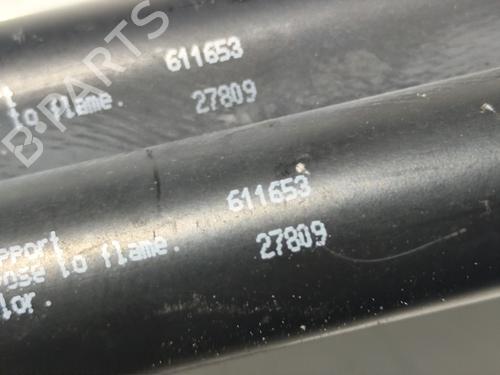 B-PARTS
611653
to flame.
27809
611653
pport
ose to flame.
27809
lor.